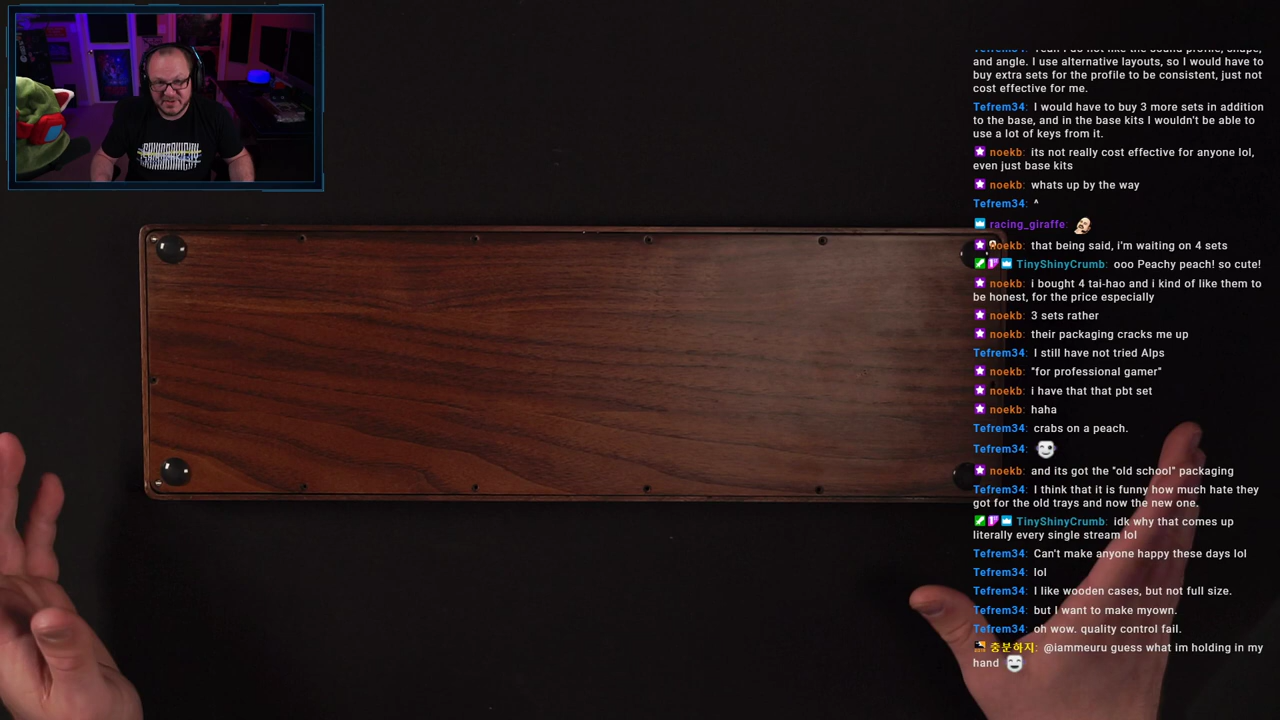 and angle. I use alternative layouts, so I would have to
buy extra sets for the profile to be consistent, just not
cost effective for me.
Tefrem34: I would have to buy 3 more sets in addition
to the base, and in the base kits I wouldn't be able to
use a lot of keys from it.
noekb: its not really cost effective for anyone lol,
even just base kits
noekb: whats up by the way
Tefrem34: ^
racing_giraffe:
noekb: that being said, i'm waiting on 4 sets
TinyShinyCrumb: ooo Peachy peach! so cute!
noekb: i bought 4 tai-hao and i kind of like them to
be honest, for the price especially
noekb: 3 sets rather
noekb: their packaging cracks me up
Tefrem34: I still have not tried Alps
noekb: "for professional gamer"
noekb: i have that that pbt set
noekb: haha
Tefrem34: crabs on a peach.
Tefrem34:
noekb: and its got the "old school" packaging
Tefrem34: I think that it is funny how much hate they
got for the old trays and now the new one.
TinyShinyCrumb: idk why that comes up
literally every single stream lol
Tefrem34: Can't make anyone happy these days lol
Tefrem34: lol
Tefrem34: I like wooden cases, but not full size.
Tefrem34: but I want to make myown.
Tefrem34: oh wow. quality control fail.
충분하지: @iammeuru guess what im holding in my
hand